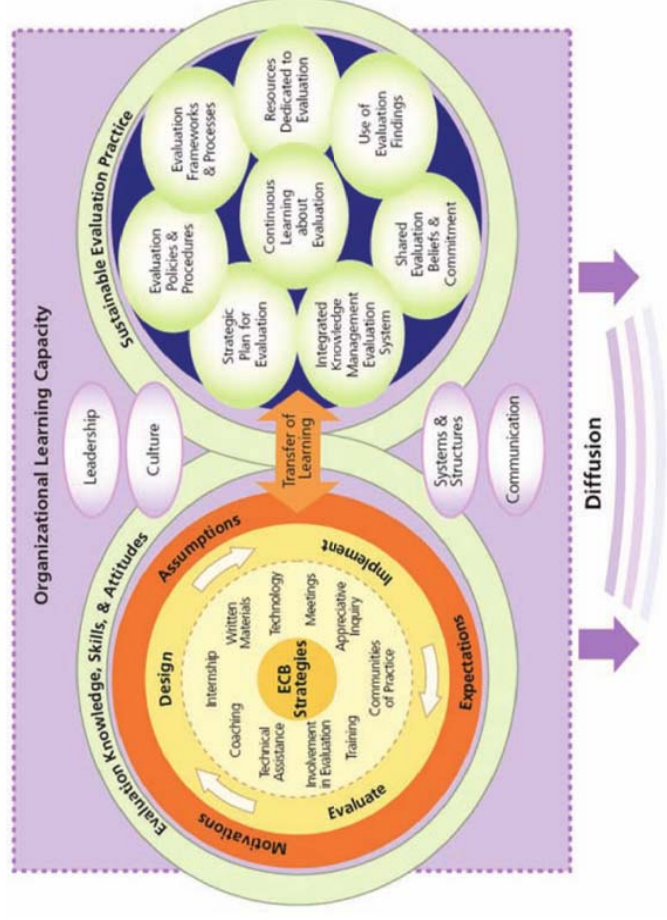 Organizational Learning Capacity
Evaluation Knowledge, Skills, & Attitudes
Assumptions
Expectations
Motivations
Design
Implement
Evaluate
ECB
Strategies
Internship
Written
Materials
Technology
Meetings
Appreciative
Inquiry
Communities
of Practice
Training
Involvement
in Evaluation
Technical
Assistance
Coaching
Leadership
Culture
Transfer of
Learning
Systems &
Structures
Communication
Sustainable Evaluation Practice
Evaluation
Policies &
Procedures
Evaluation
Frameworks
& Processes
Resources
Dedicated to
Evaluation
Use of
Evaluation
Findings
Shared
Evaluation
Beliefs &
Commitment
Integrated
Knowledge
Management
Evaluation
System
Strategic
Plan for
Evaluation
Continuous
Learning
about
Evaluation
Diffusion